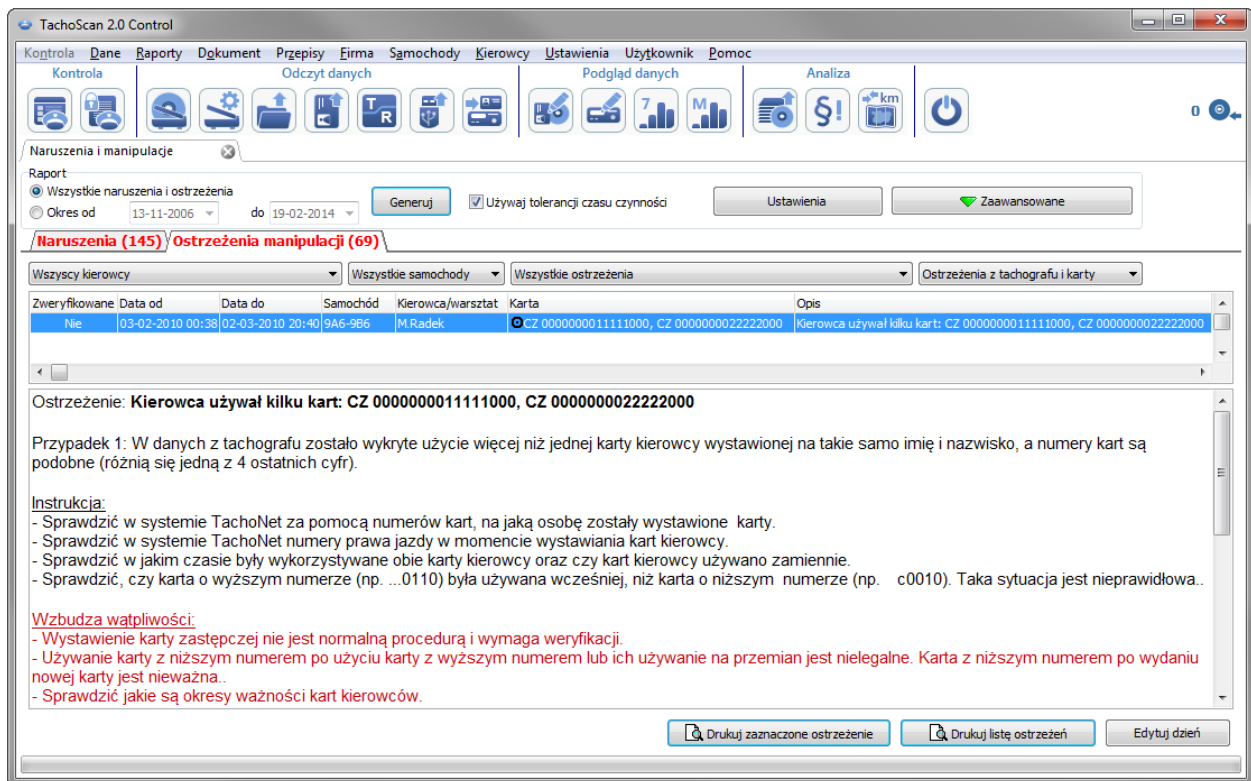 TachoScan 2.0 Control
Kontrola Dane Raporty Dokument Przepisy Firma Samochody Kierowcy Ustawienia Użytkownik Pomoc
Kontrola Odczyt danych Podgląd danych Analiza
T R 7 M §! km 0
Naruszenia i manipulacje
Raport
Wszystkie naruszenia i ostrzeżenia
Okres od 13-11-2006 do 19-02-2014 Generuj Używaj tolerancji czasu czynności Ustawienia Zaawansowane
Naruszenia (145) Ostrzeżenia manipulacji (69)
Wszyscy kierowcy Wszystkie samochody Wszystkie ostrzeżenia Ostrzeżenia z tachografu i karty
Zweryfikowane Data od Data do Samochód Kierowca/warsztat Karta Opis
Nie 03-02-2010 00:38 02-03-2010 20:40 9A6-9B6 M.Radek CZ 0000000011111000, CZ 0000000022222000 Kierowca używał kilku kart: CZ 0000000011111000, CZ 0000000022222000
Ostrzeżenie: Kierowca używał kilku kart: CZ 0000000011111000, CZ 0000000022222000
Przypadek 1: W danych z tachografu zostało wykryte użycie więcej niż jednej karty kierowcy wystawionej na takie samo imię i nazwisko, a numery kart są
podobne (różnią się jedną z 4 ostatnich cyfr).
Instrukcja:
- Sprawdzić w systemie TachoNet za pomocą numerów kart, na jaką osobę zostały wystawione karty.
- Sprawdzić w systemie TachoNet numery prawa jazdy w momencie wystawiania kart kierowcy.
- Sprawdzić w jakim czasie były wykorzystywane obie karty kierowcy oraz czy kart kierowcy używano zamiennie.
- Sprawdzić, czy karta o wyższym numerze (np. ...0110) była używana wcześniej, niż karta o niższym numerze (np. c0010). Taka sytuacja jest nieprawidłowa..
Wzbudza wątpliwości:
- Wystawienie karty zastępczej nie jest normalną procedurą i wymaga weryfikacji.
- Używanie karty z niższym numerem po użyciu karty z wyższym numerem lub ich używanie na przemian jest nielegalne. Karta z niższym numerem po wydaniu
nowej karty jest nieważna..
- Sprawdzić jakie są okresy ważności kart kierowców.
Drukuj zaznaczone ostrzeżenie Drukuj listę ostrzeżeń Edytuj dzień